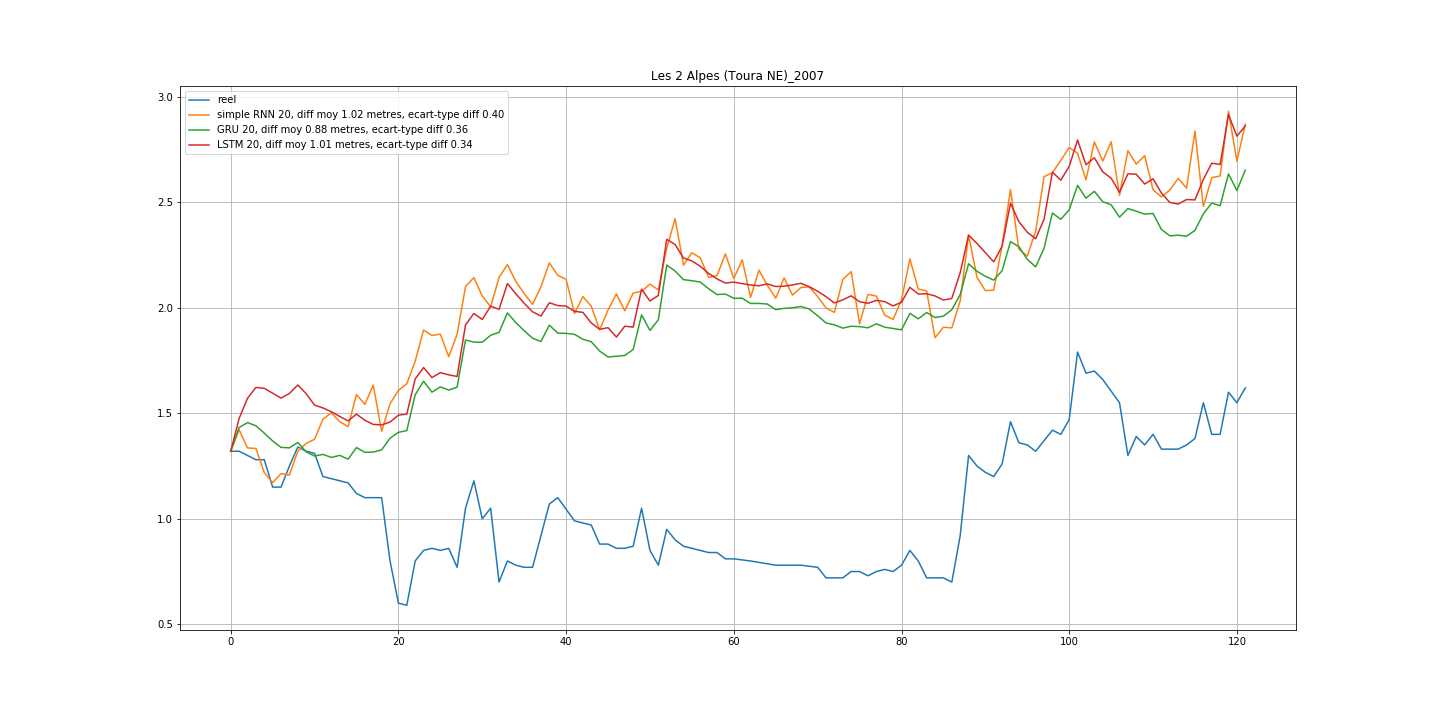 Les 2 Alpes (Toura NE)_2007
3.0
2.5
2.0
1.5
1.0
0.5
reel
simple RNN 20, diff moy 1.02 metres, ecart-type diff 0.40
GRU 20, diff moy 0.88 metres, ecart-type diff 0.36
LSTM 20, diff moy 1.01 metres, ecart-type diff 0.34
0 20 40 60 80 100 120